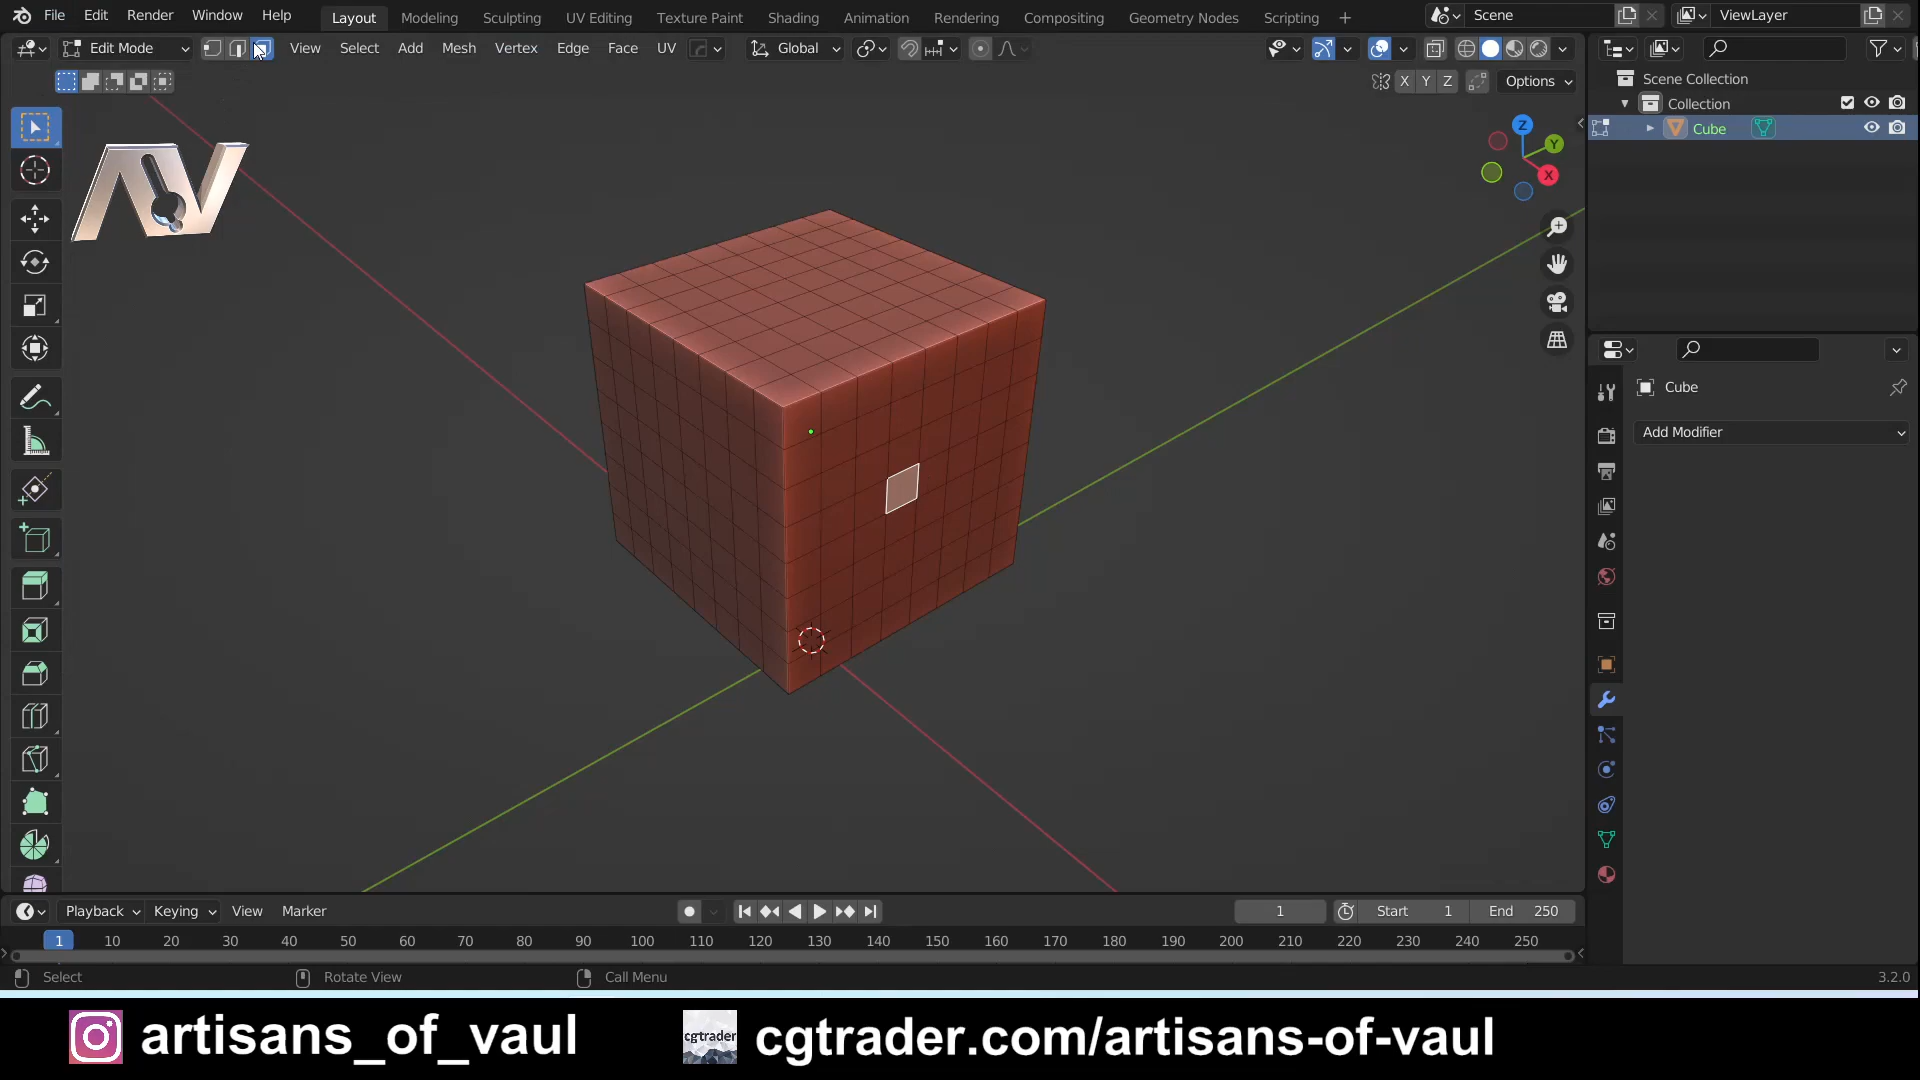 File Edit Render Window Help Layout Modeling Sculpting UV Editing Texture Paint Shading Animation Rendering Compositing Geometry Nodes Scripting + Scene ViewLayer
Edit Mode View Select Add Mesh Vertex Edge Face UV Global
X Y Z Options
Scene Collection
Collection
Cube
Z
Y
X
AV
Cube
Add Modifier
Playback Keying View Marker 1 Start 1 End 250
1 10 20 30 40 50 60 70 80 90 100 110 120 130 140 150 160 170 180 190 200 210 220 230 240 250
Select Rotate View Call Menu 3.2.0
artisans_of_vaul cgtrader cgtrader.com/artisans-of-vaul